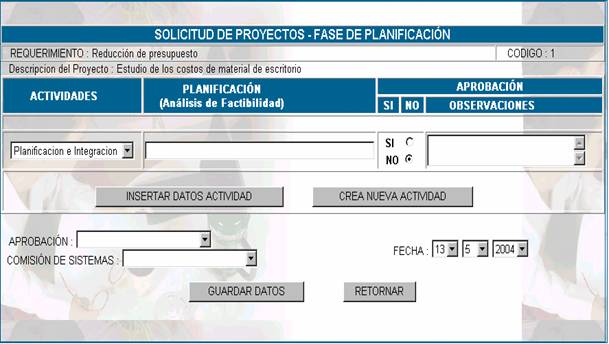 SOLICITUD DE PROYECTOS - FASE DE PLANIFICACIÓN
REQUERIMIENTO : Reducción de presupuesto CODIGO : 1
Descripcion del Proyecto : Estudio de los costos de material de escritorio
ACTIVIDADES
PLANIFICACIÓN
(Análisis de Factibilidad)
APROBACIÓN
SI NO OBSERVACIONES
Planificacion e Integracion
SI
NO
INSERTAR DATOS ACTIVIDAD CREA NUEVA ACTIVIDAD
APROBACIÓN :
COMISIÓN DE SISTEMAS :
FECHA : 13 5 2004
GUARDAR DATOS RETORNAR